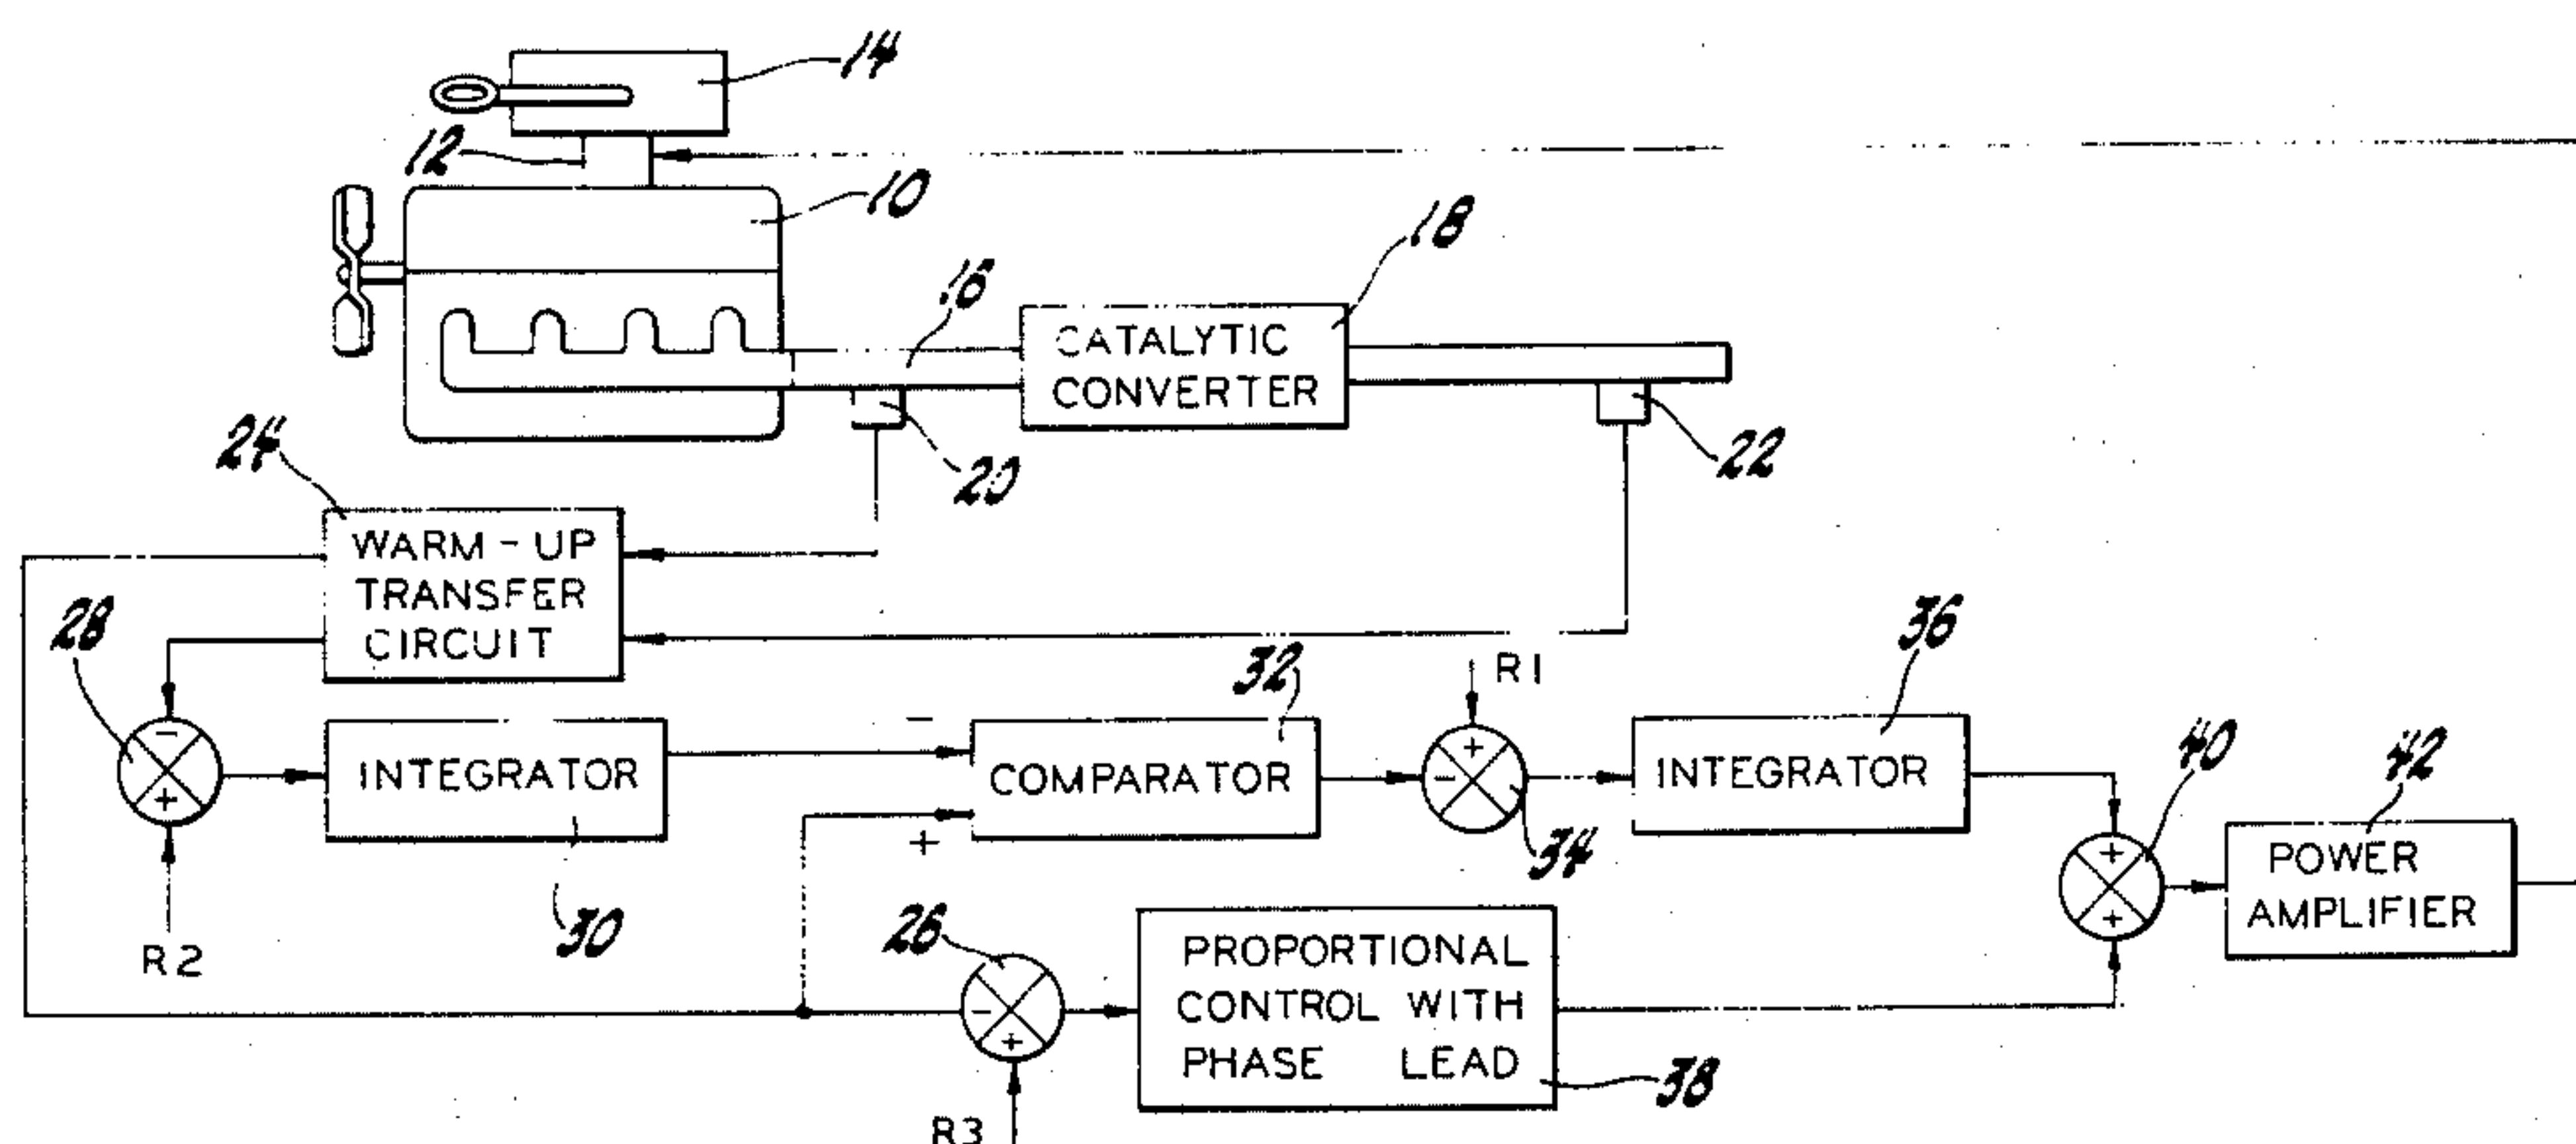 14
12
10
18
16
CATALYTIC
CONVERTER
24
20
22
WARM-UP
TRANSFER
CIRCUIT
28
36
32
R1
-
-
+
INTEGRATOR
COMPARATOR
+
-
INTEGRATOR
40
42
+
34
+
POWER
AMPLIFIER
+
30
26
R2
PROPORTIONAL
CONTROL WITH
PHASE LEAD
-
+
38
R3